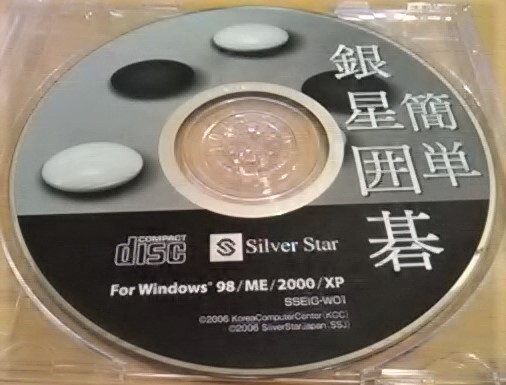 銀星囲碁
簡単
COMPACT
disc
Silver Star
For Windows® 98/ME/2000/XP
SSEIG-W01
©2006 KoreaComputerCenter(KCC)
©2006 SilverStarJapan(SSJ)